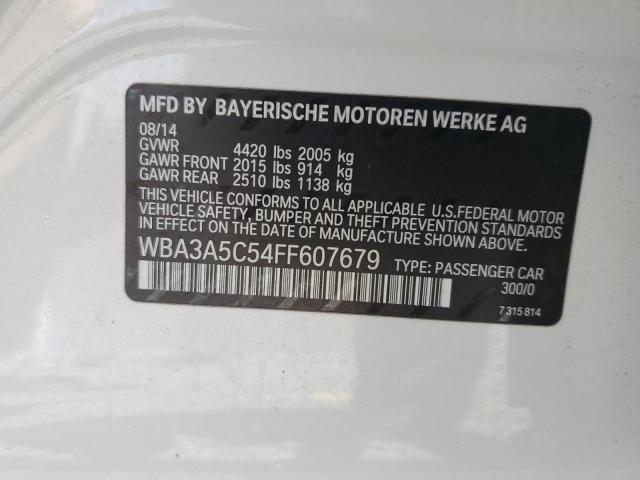 MFD BY BAYERISCHE MOTOREN WERKE AG
08/14
GVWR 4420 lbs 2005 kg
GAWR FRONT 2015 lbs 914 kg
GAWR REAR 2510 lbs 1138 kg
THIS VEHICLE CONFORMS TO ALL APPLICABLE U.S.FEDERAL MOTOR
VEHICLE SAFETY, BUMPER AND THEFT PREVENTION STANDARDS
IN EFFECT ON THE DATE OF MANUFACTURE SHOWN ABOVE.
WBA3A5C54FF607679 TYPE: PASSENGER CAR
300/0
7 315 814